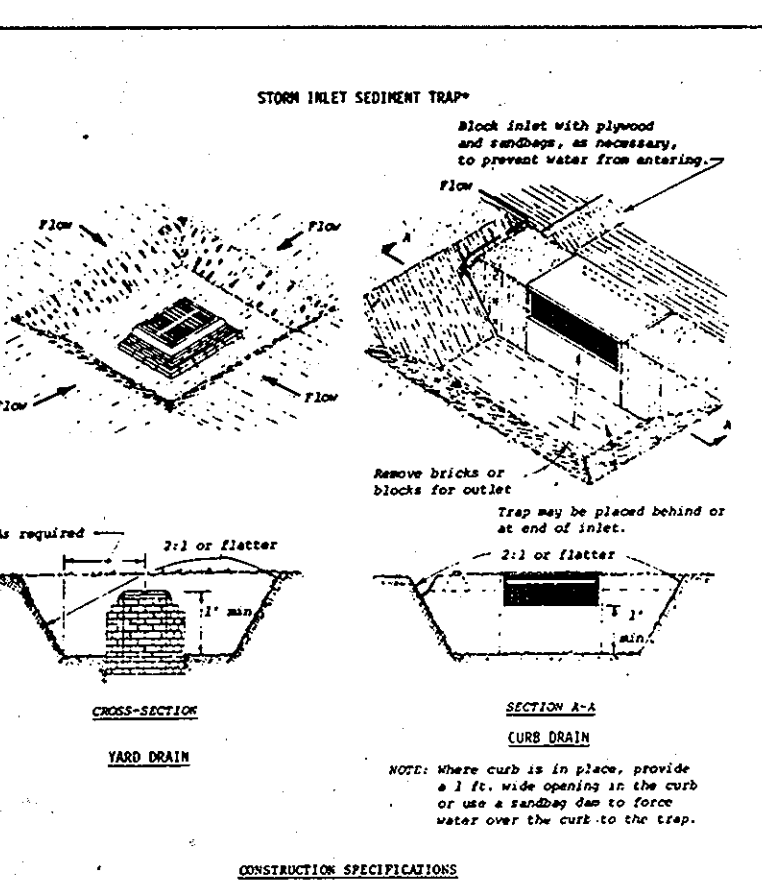 STORM INLET SEDIMENT TRAP*
Block inlet with plywood
and sandbags, as necessary,
to prevent water from entering.
Flow
Flow
Flow
A
Flow
Flow
A
Remove bricks or
blocks for outlet
Trap may be placed behind or
at end of inlet.
As required
2:1 or flatter
2:1 or flatter
1' min.
1'
min.
CROSS-SECTION
SECTION A-A
YARD DRAIN
CURB DRAIN
NOTE: Where curb is in place, provide
a 1 ft. wide opening in the curb
or use a sandbag dam to force
water over the curb to the trap.
CONSTRUCTION SPECIFICATIONS